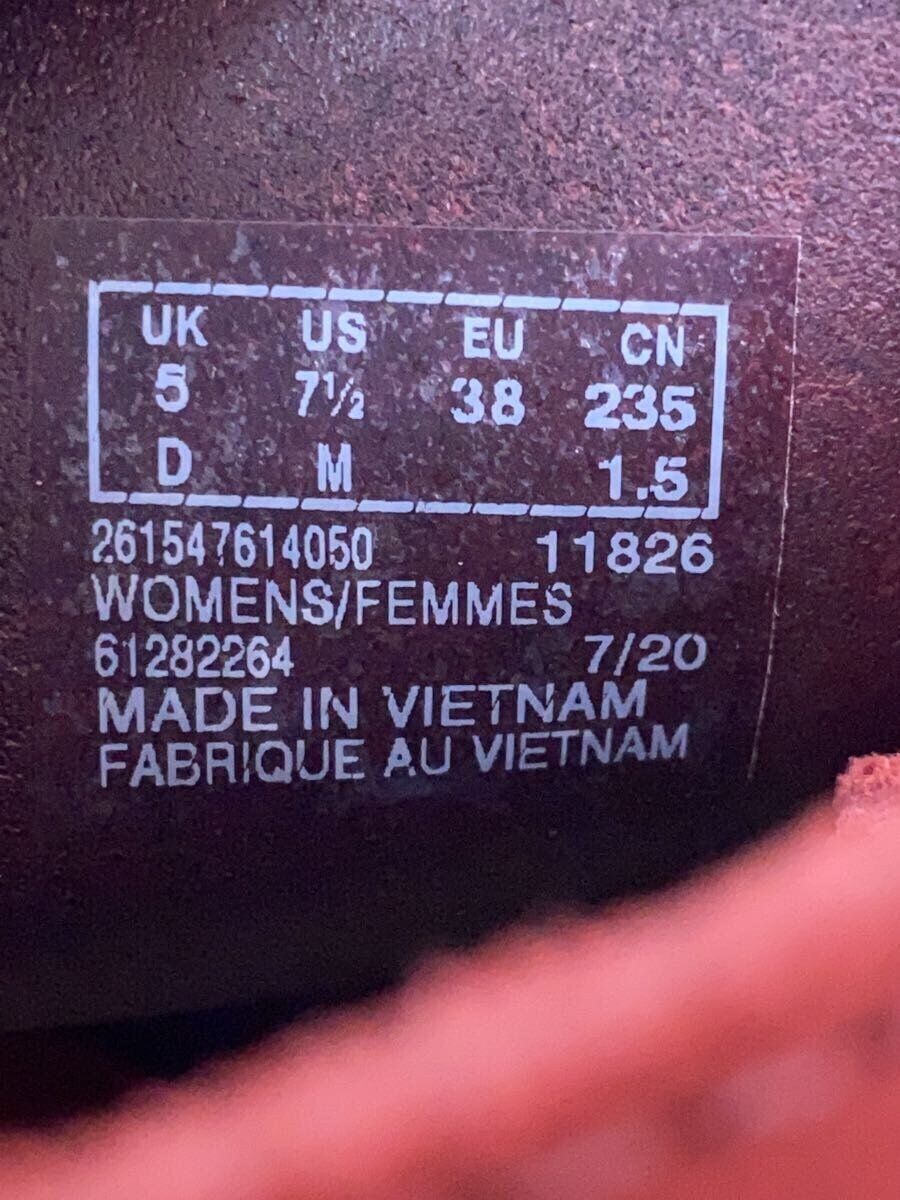 UK US EU CN
5 7½ 38 235
D M 1.5
261547614050 11826
WOMENS/FEMMES
61282264 7/20
MADE IN VIETNAM
FABRIQUE AU VIETNAM